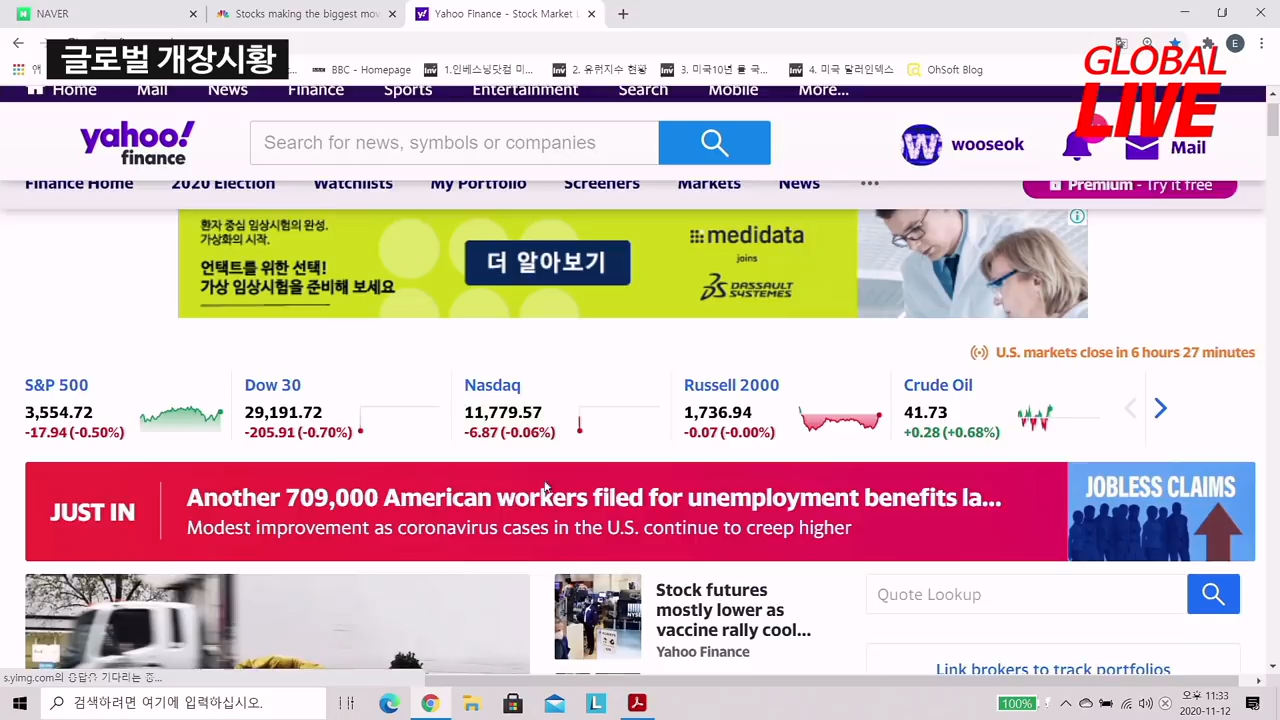 NAVER
Stocks making the biggest mov
Yahoo Finance - Stock Market L
글로벌 개장시황
E
BBC - Homepage
1.인베스팅닷컴 미...
2. 유럽지수 현황
3. 미국10년 물 국...
4. 미국 달러인덱스
OhSoft Blog
GLOBAL
LIVE
Home Mail News Finance Sports Entertainment Search Mobile More...
yahoo!
finance
Search for news, symbols or companies
W
wooseok
Mail
Finance Home 2020 Election Watchlists My Portfolio Screeners Markets News ••• Premium - Try it free
환자 중심 임상시험의 완성.
가상화의 시작.
언택트를 위한 선택!
가상 임상시험을 준비해 보세요
더 알아보기
medidata
joins
DASSAULT
SYSTEMES
U.S. markets close in 6 hours 27 minutes
S&P 500
3,554.72
-17.94 (-0.50%)
Dow 30
29,191.72
-205.91 (-0.70%)
Nasdaq
11,779.57
-6.87 (-0.06%)
Russell 2000
1,736.94
-0.07 (-0.00%)
Crude Oil
41.73
+0.28 (+0.68%)
JUST IN
Another 709,000 American workers filed for unemployment benefits la...
Modest improvement as coronavirus cases in the U.S. continue to creep higher
JOBLESS CLAIMS
Stock futures
mostly lower as
vaccine rally cool...
Yahoo Finance
Quote Lookup
Link brokers to track portfolios
s.yimg.com의 응답을 기다리는 중...
검색하려면 여기에 입력하십시오.
100%
오후 11:33
2020-11-12